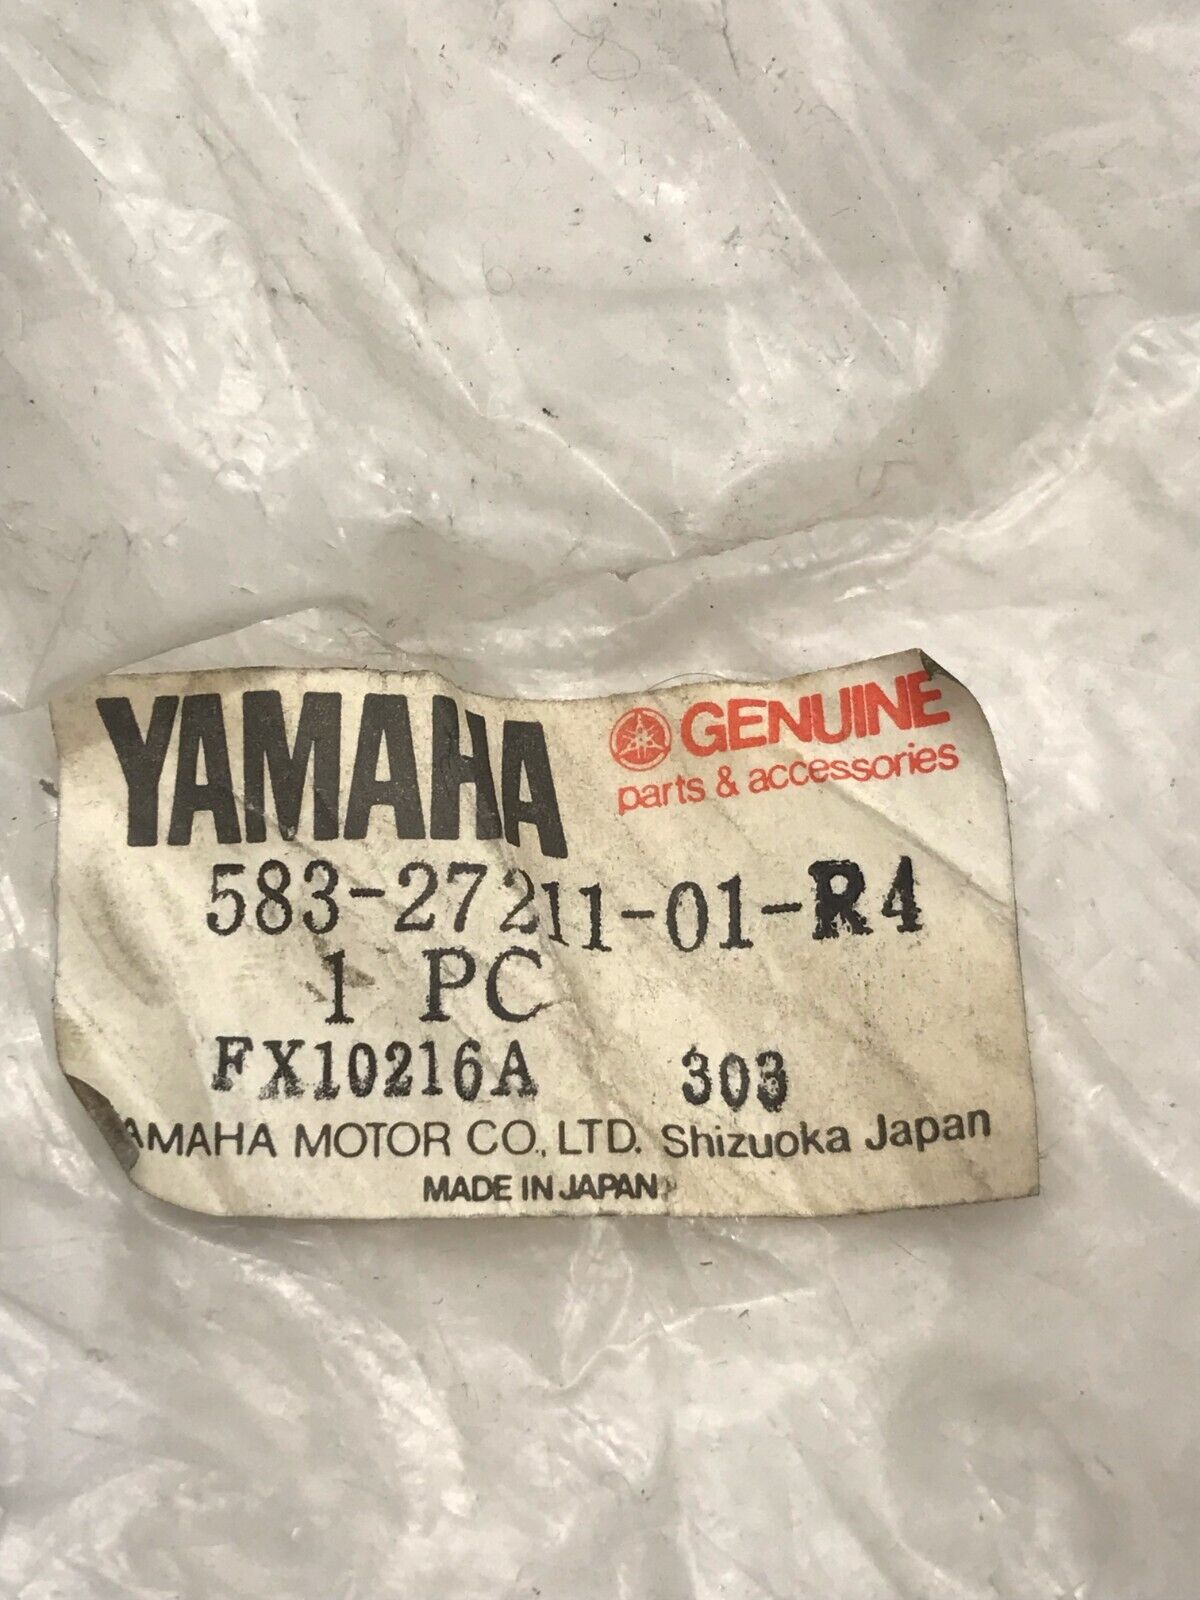 YAMAHA GENUINE
parts & accessories
583-27211-01-R4
1 PC
FX10216A 303
YAMAHA MOTOR CO., LTD. Shizuoka Japan
MADE IN JAPAN